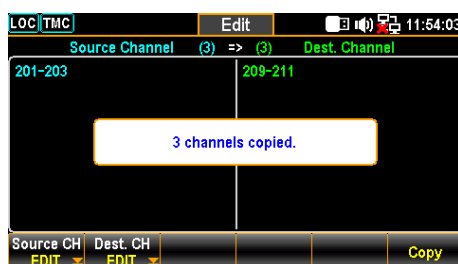 LOC TMC Edit 11:54:03
Source Channel (3) => (3) Dest. Channel
201-203 209-211
3 channels copied.
Source CH Dest. CH
EDIT EDIT Copy